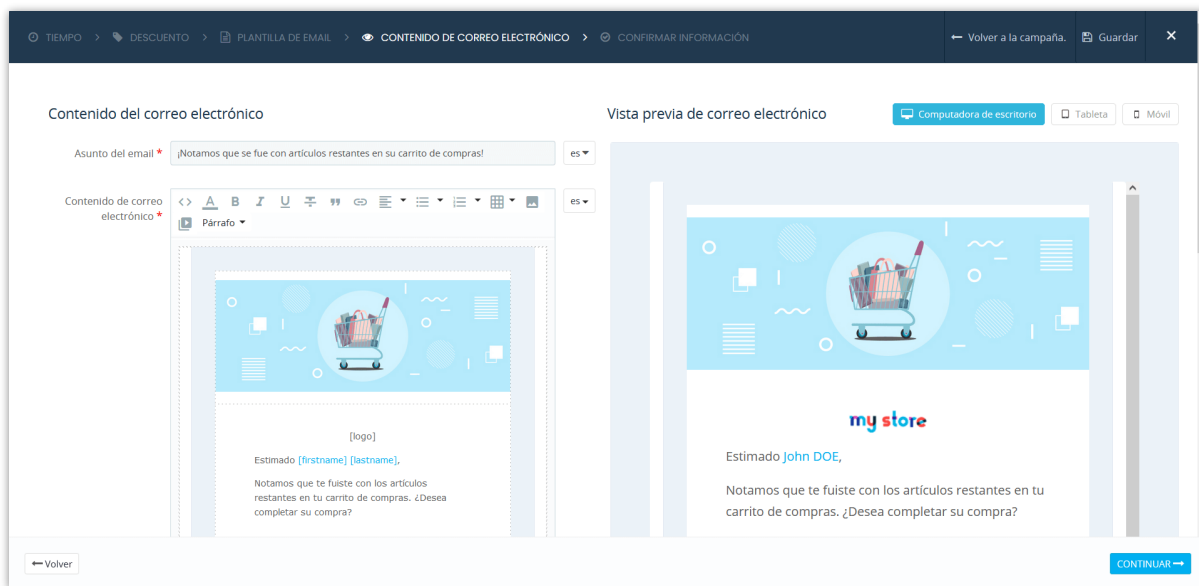 TIEMPO > DESCUENTO > PLANTILLA DE EMAIL > CONTENIDO DE CORREO ELECTRÓNICO > CONFIRMAR INFORMACIÓN
← Volver a la campaña. Guardar ×
Contenido del correo electrónico
Asunto del email * ¡Notamos que se fue con artículos restantes en su carrito de compras! es
Contenido de correo
electrónico *
<> A B I U es
Párrafo
[logo]
Estimado [firstname] [lastname],
Notamos que te fuiste con los artículos
restantes en tu carrito de compras. ¿Desea
completar su compra?
Vista previa de correo electrónico
Computadora de escritorio Tableta Móvil
my store
Estimado John DOE,
Notamos que te fuiste con los artículos restantes en tu
carrito de compras. ¿Desea completar su compra?
← Volver
CONTINUAR →